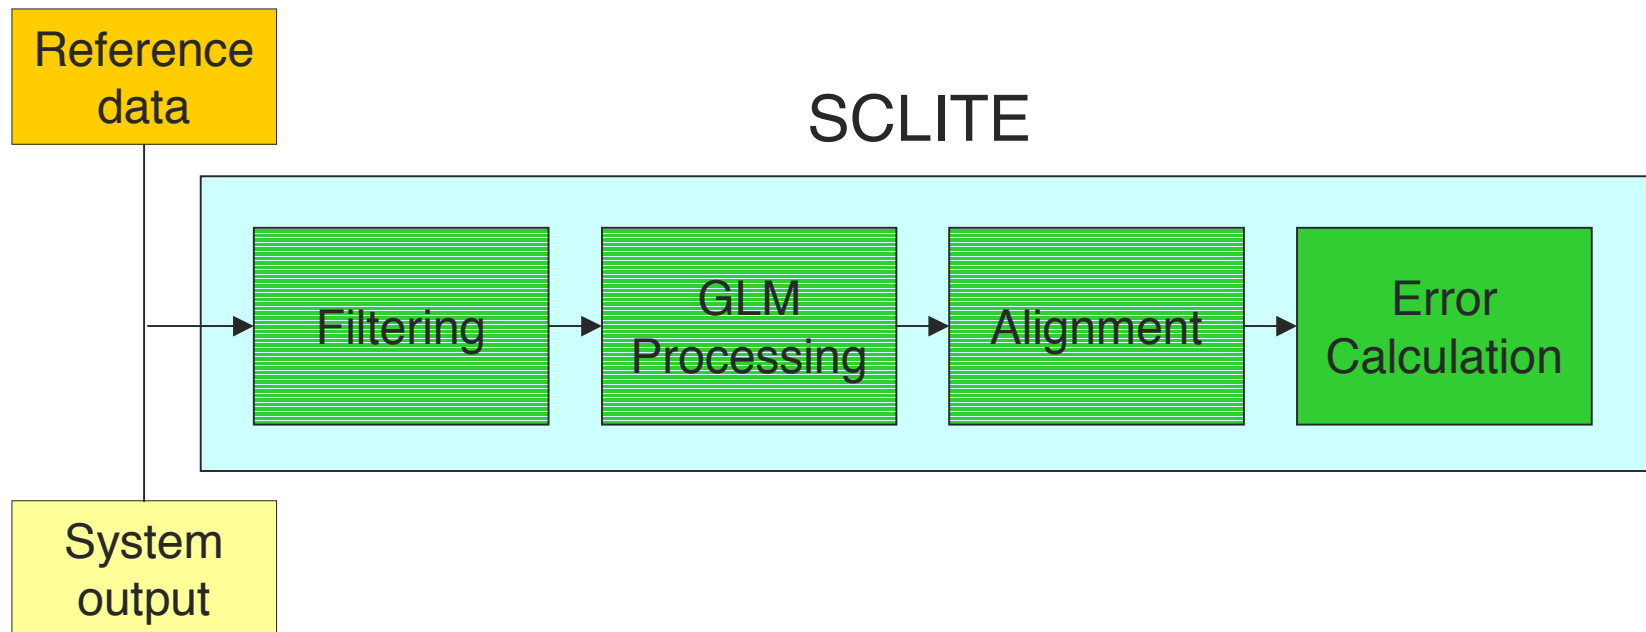 Reference
data
SCLITE
Filtering
GLM
Processing
Alignment
Error
Calculation
System
output